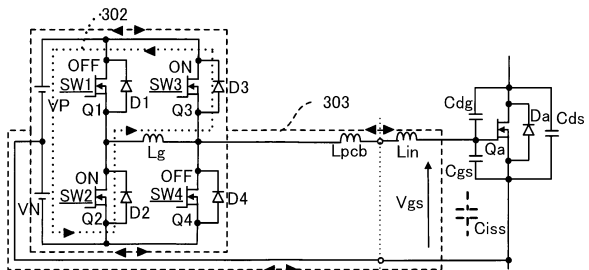 302
OFF
ON
SW1
SW3
VP
Q1
D1
Q3
D3
303
Lg
Lpcb
Lin
Cdg
Da
Cds
Qa
Cgs
ON
OFF
SW2
SW4
VN
Q2
D2
Q4
D4
Vgs
Ciss